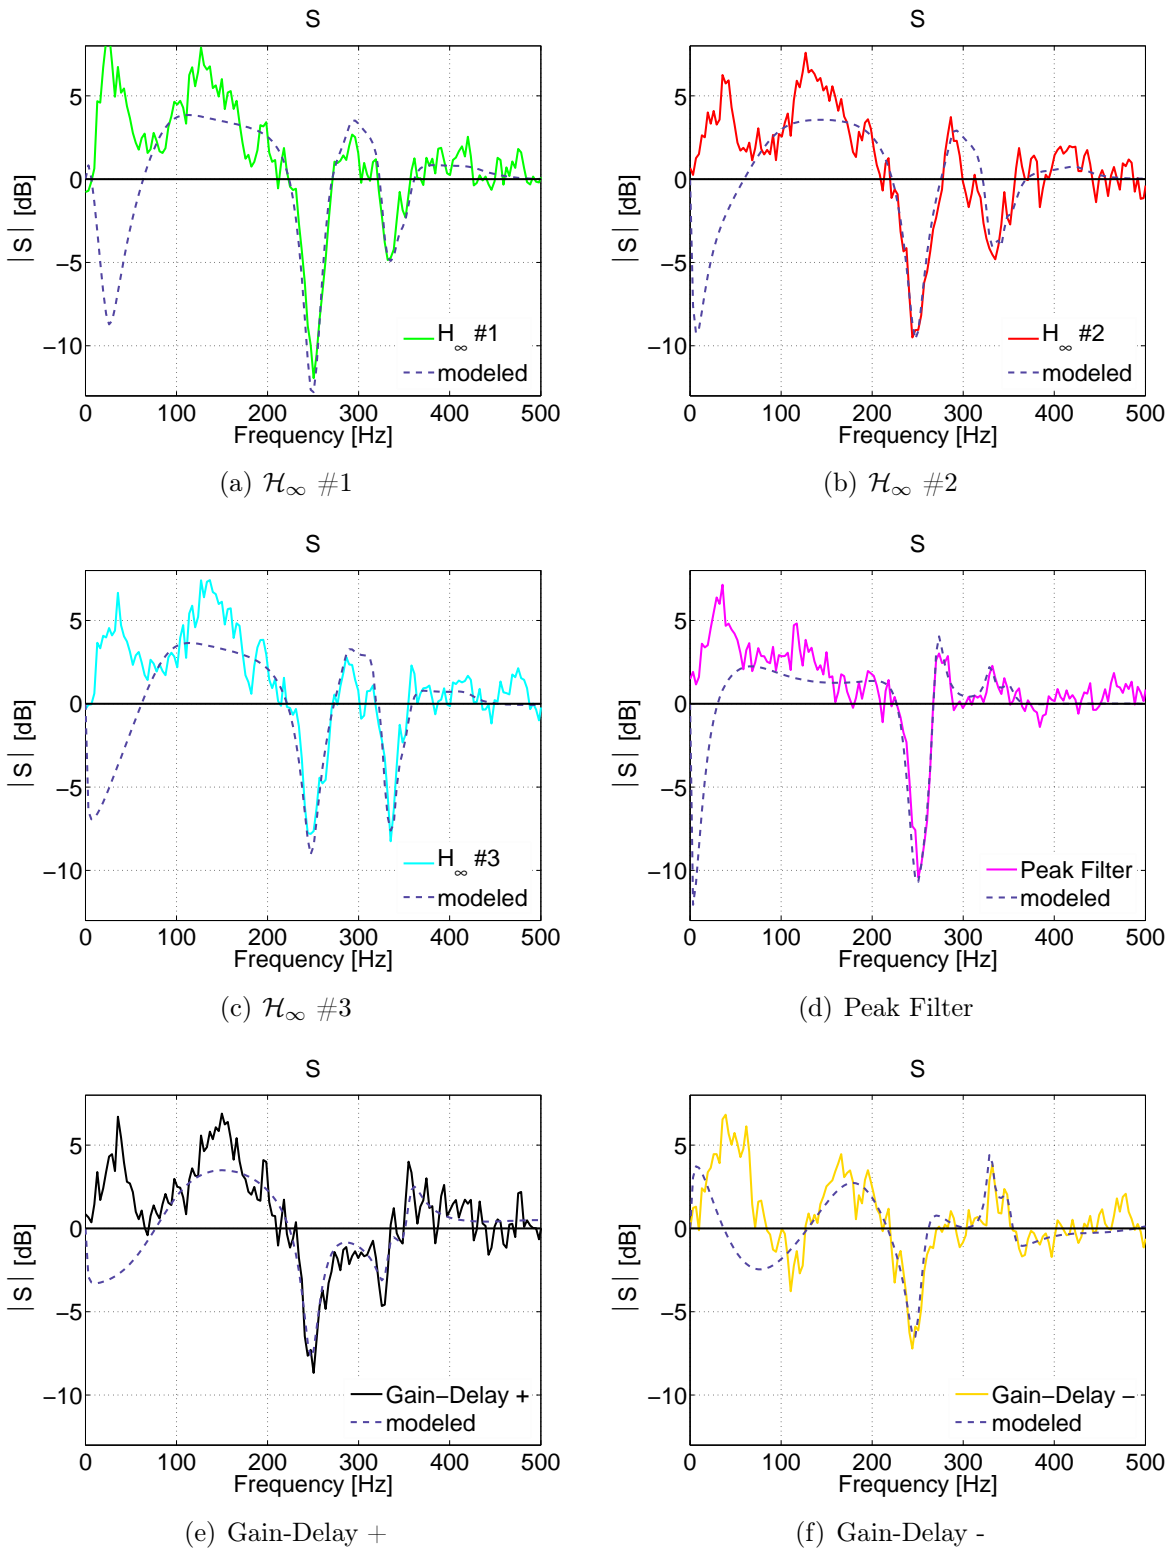 S
|S| [dB]
5
0
−5
−10
H∞ #1
modeled
0 100 200 300 400 500
Frequency [Hz]
(a) H∞ #1
S
|S| [dB]
5
0
−5
−10
H∞ #2
modeled
0 100 200 300 400 500
Frequency [Hz]
(b) H∞ #2
S
|S| [dB]
5
0
−5
−10
H∞ #3
modeled
0 100 200 300 400 500
Frequency [Hz]
(c) H∞ #3
S
|S| [dB]
5
0
−5
−10
Peak Filter
modeled
0 100 200 300 400 500
Frequency [Hz]
(d) Peak Filter
S
|S| [dB]
5
0
−5
−10
Gain−Delay +
modeled
0 100 200 300 400 500
Frequency [Hz]
(e) Gain-Delay +
S
|S| [dB]
5
0
−5
−10
Gain−Delay −
modeled
0 100 200 300 400 500
Frequency [Hz]
(f) Gain-Delay -